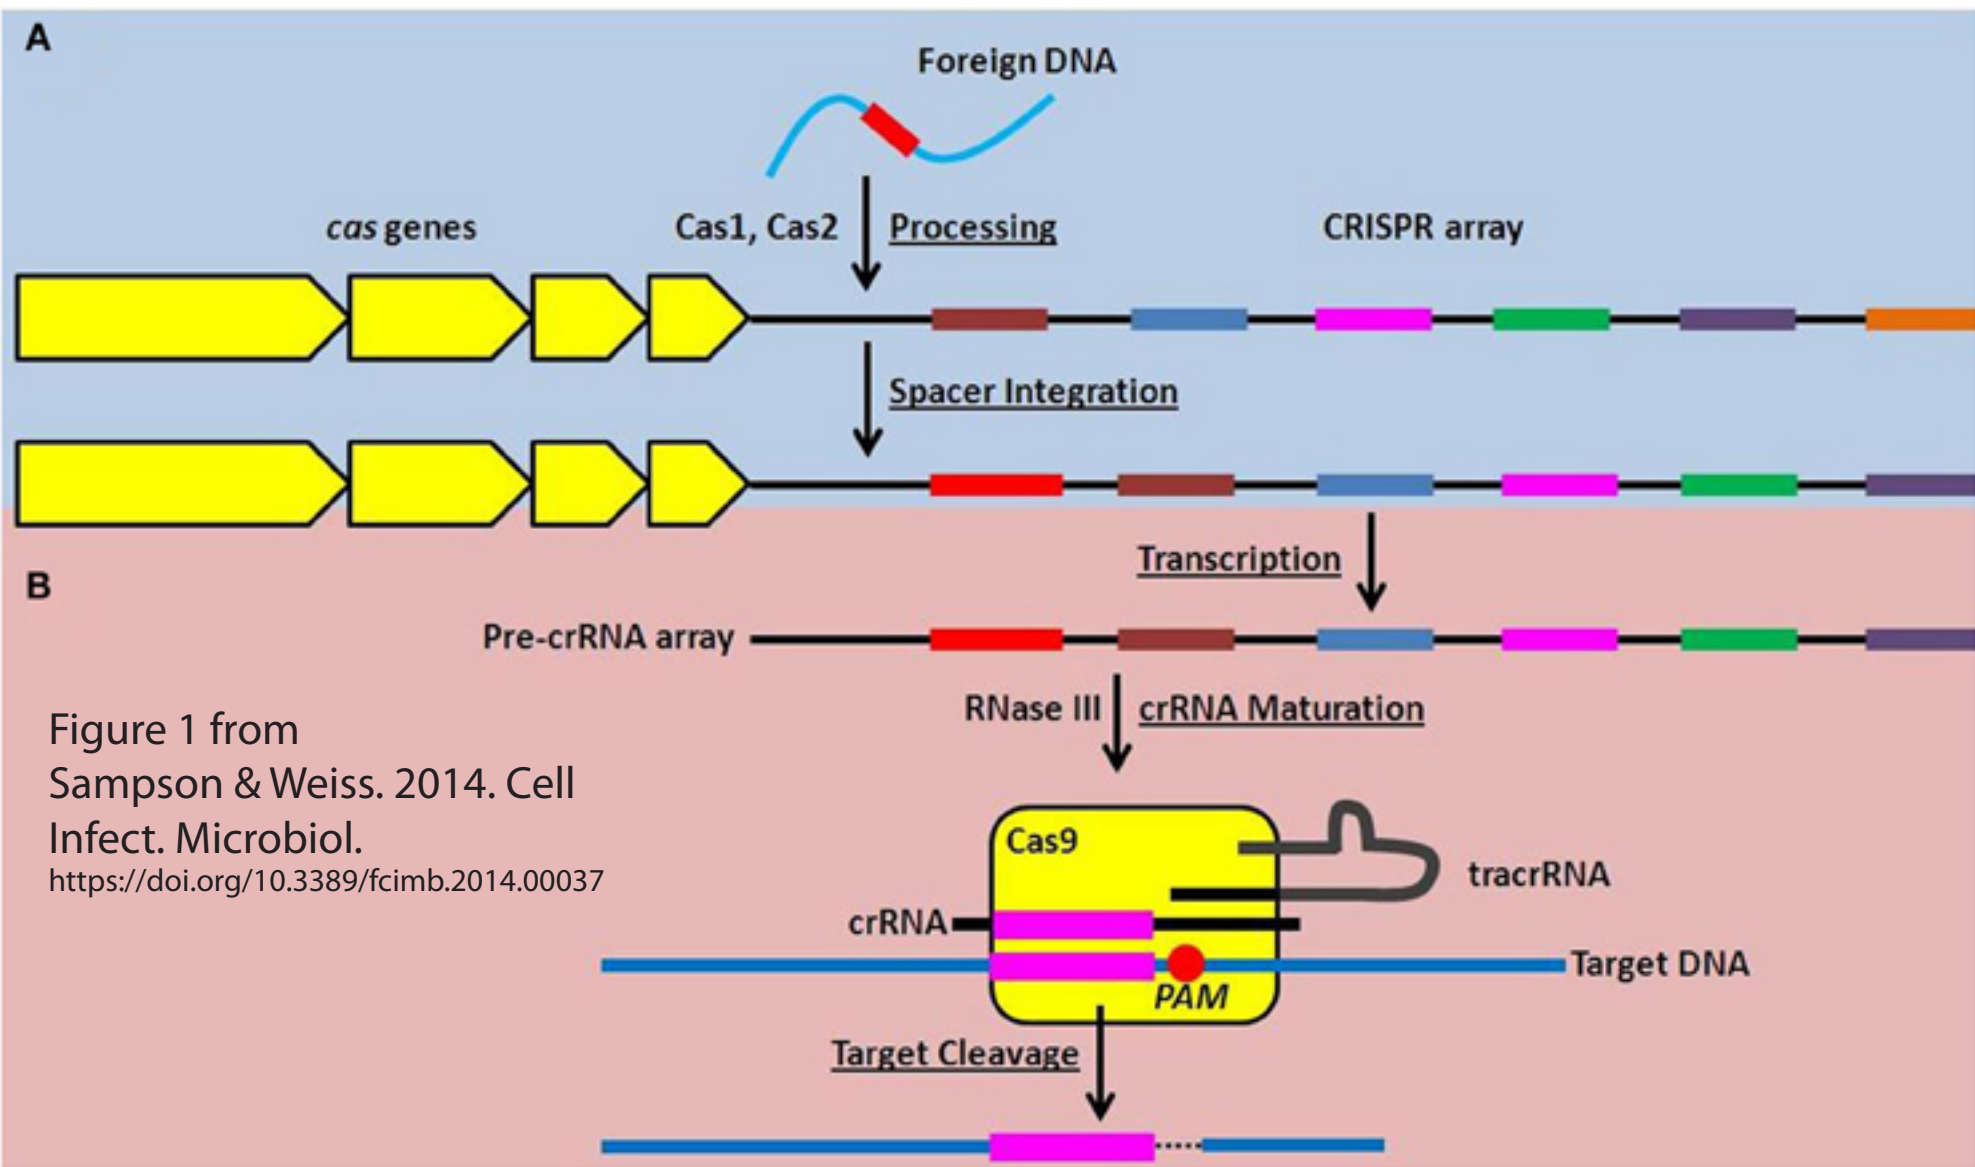 A
Foreign DNA
cas genes
Cas1, Cas2
Processing
CRISPR array
Spacer Integration
Transcription
B
Pre-crRNA array
RNase III
crRNA Maturation
Figure 1 from
Sampson & Weiss. 2014. Cell
Infect. Microbiol.
https://doi.org/10.3389/fcimb.2014.00037
Cas9
tracrRNA
crRNA
Target DNA
PAM
Target Cleavage